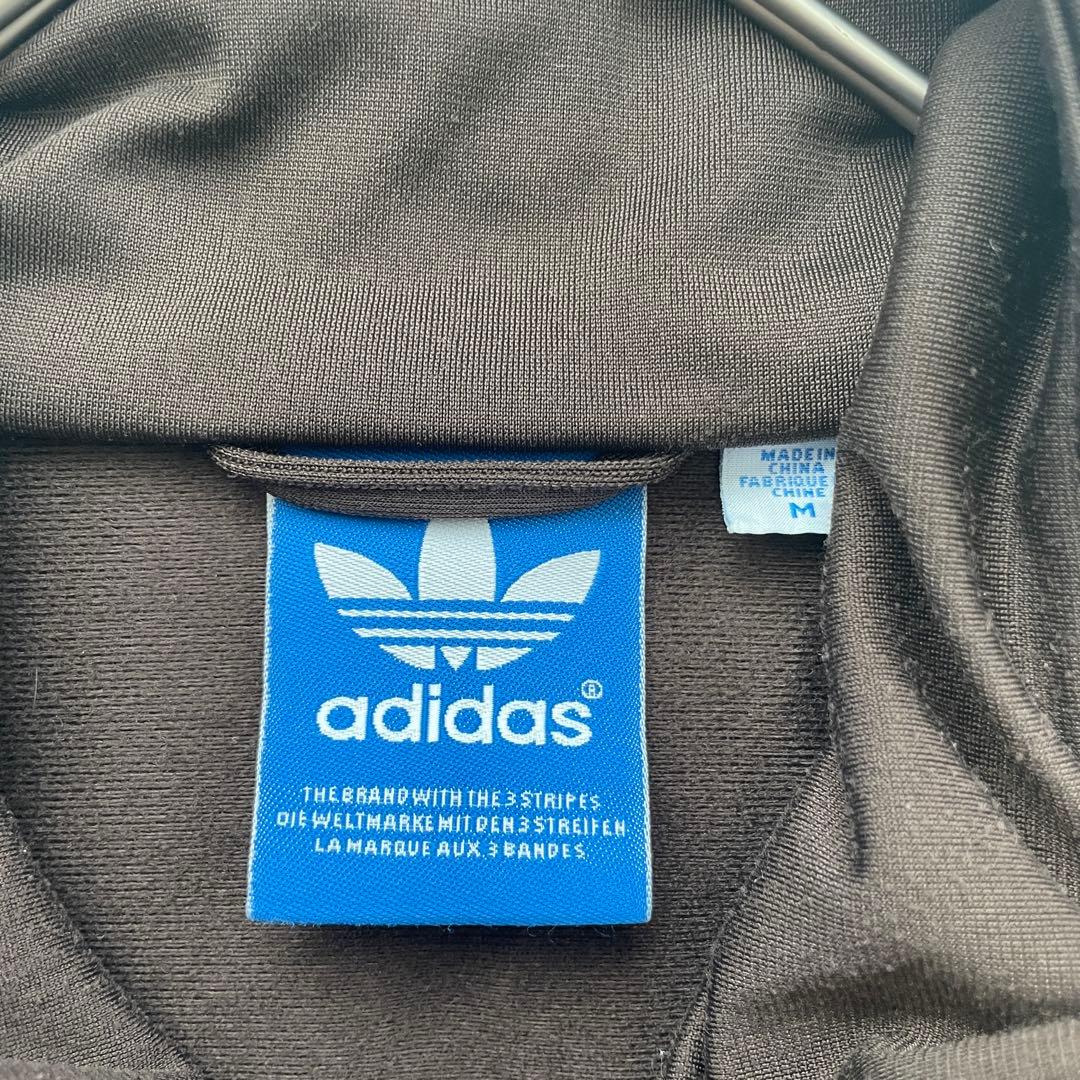 adidas®
THE BRAND WITH THE 3 STRIPES
DIE WELTMARKE MIT DEN 3 STREIFEN
LA MARQUE AUX 3 BANDES
MADE IN
CHINA
FABRIQUE
CHINE
M